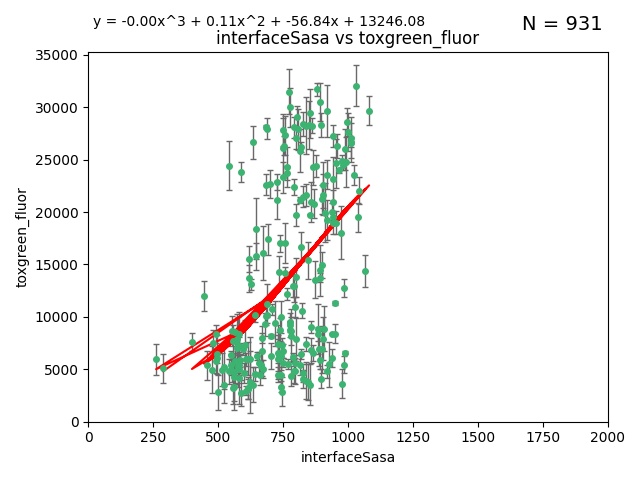 y = -0.00x^3 + 0.11x^2 + -56.84x + 13246.08
N = 931
interfaceSasa vs toxgreen_fluor
35000
30000
25000
20000
15000
10000
5000
0
toxgreen_fluor
0 250 500 750 1000 1250 1500 1750 2000
interfaceSasa